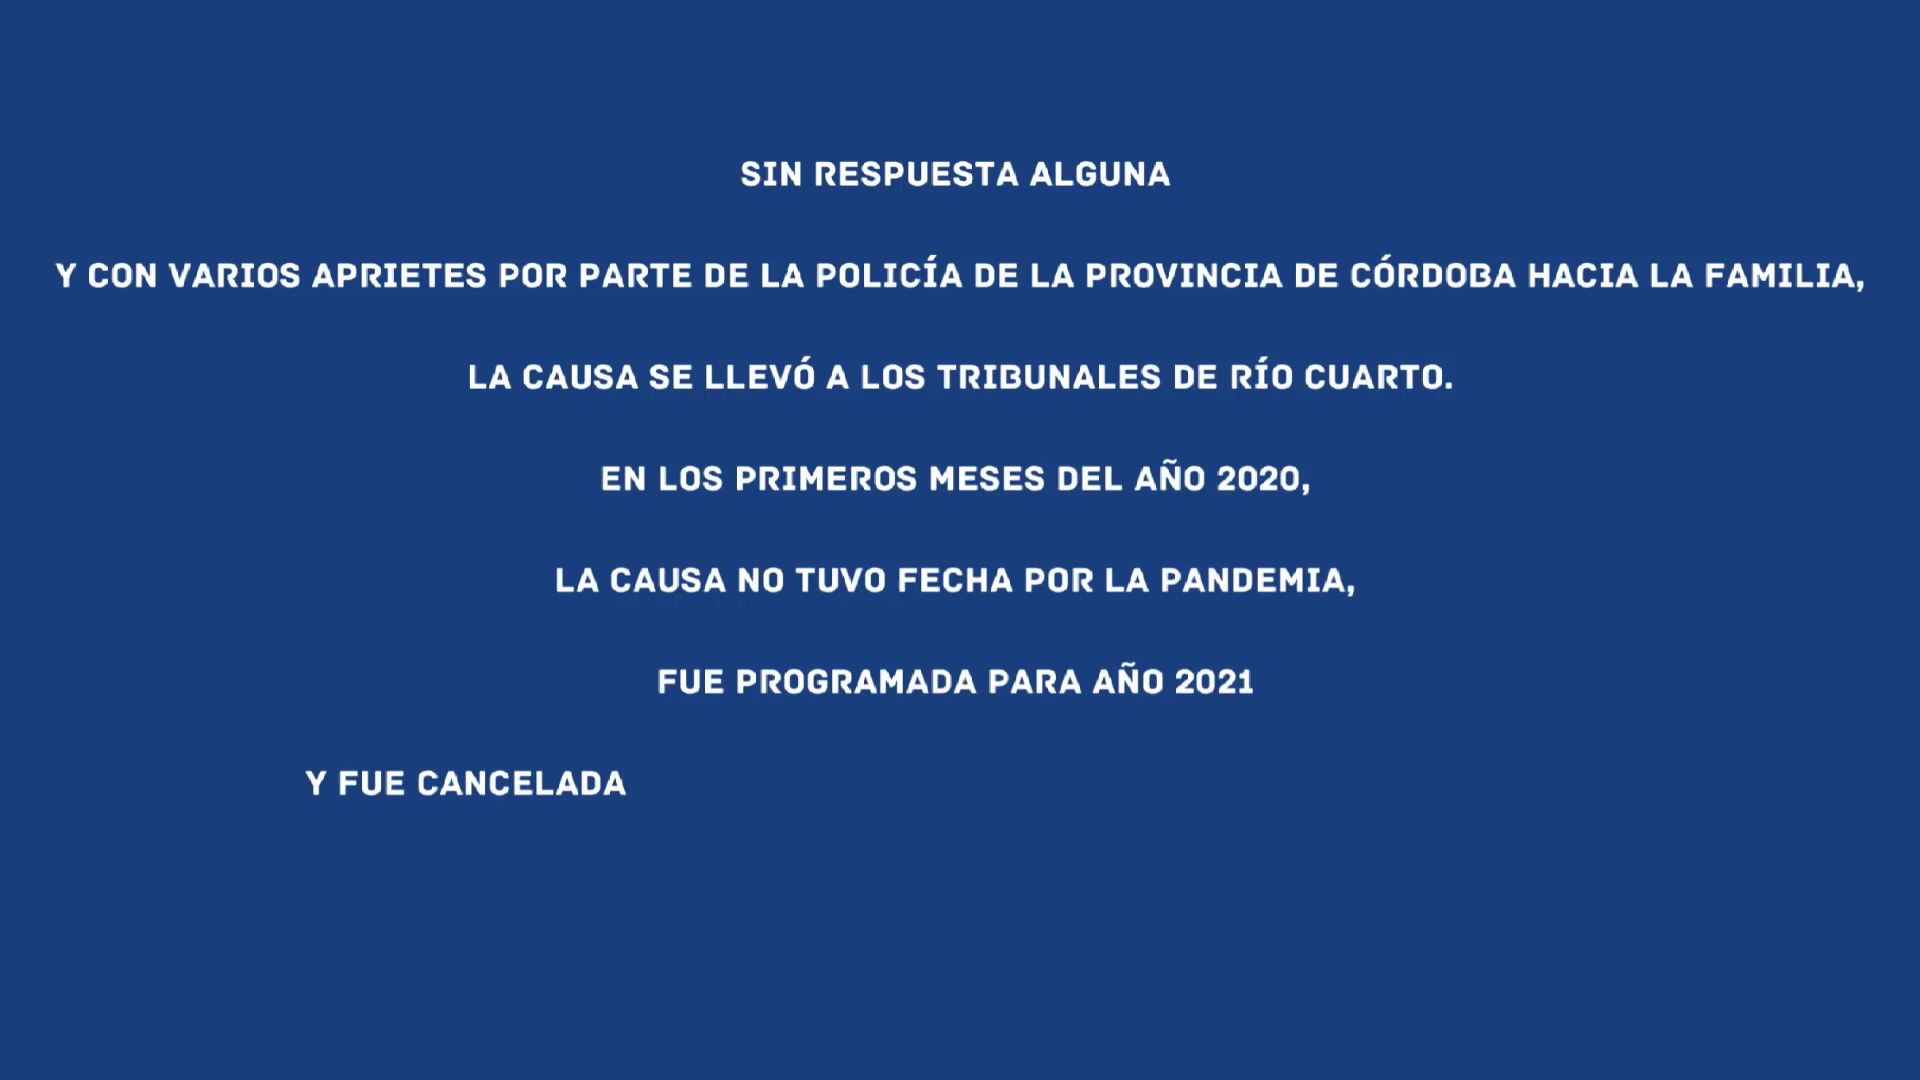 SIN RESPUESTA ALGUNA
Y CON VARIOS APRIETES POR PARTE DE LA POLICÍA DE LA PROVINCIA DE CÓRDOBA HACIA LA FAMILIA,
LA CAUSA SE LLEVÓ A LOS TRIBUNALES DE RÍO CUARTO.
EN LOS PRIMEROS MESES DEL AÑO 2020,
LA CAUSA NO TUVO FECHA POR LA PANDEMIA,
FUE PROGRAMADA PARA AÑO 2021
Y FUE CANCELADA